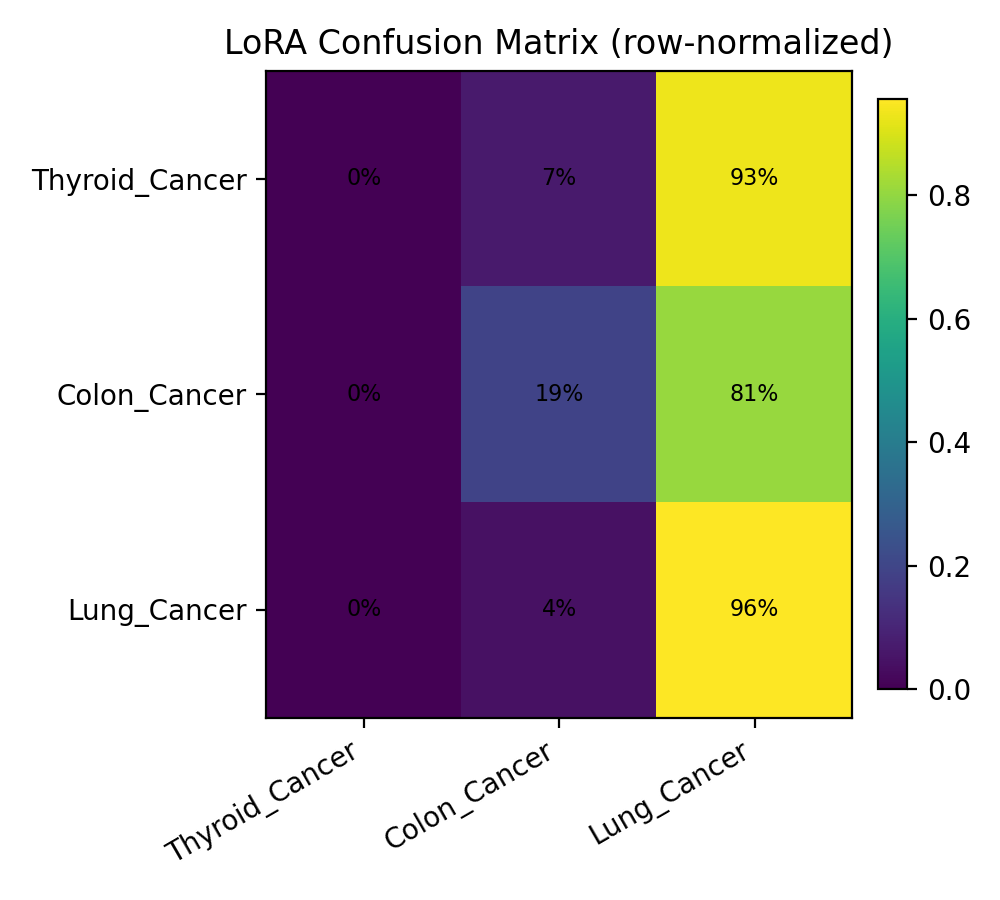 LoRA Confusion Matrix (row-normalized)
Thyroid_Cancer 0% 7% 93%
Colon_Cancer 0% 19% 81%
Lung_Cancer 0% 4% 96%
Thyroid_Cancer Colon_Cancer Lung_Cancer
0.8
0.6
0.4
0.2
0.0